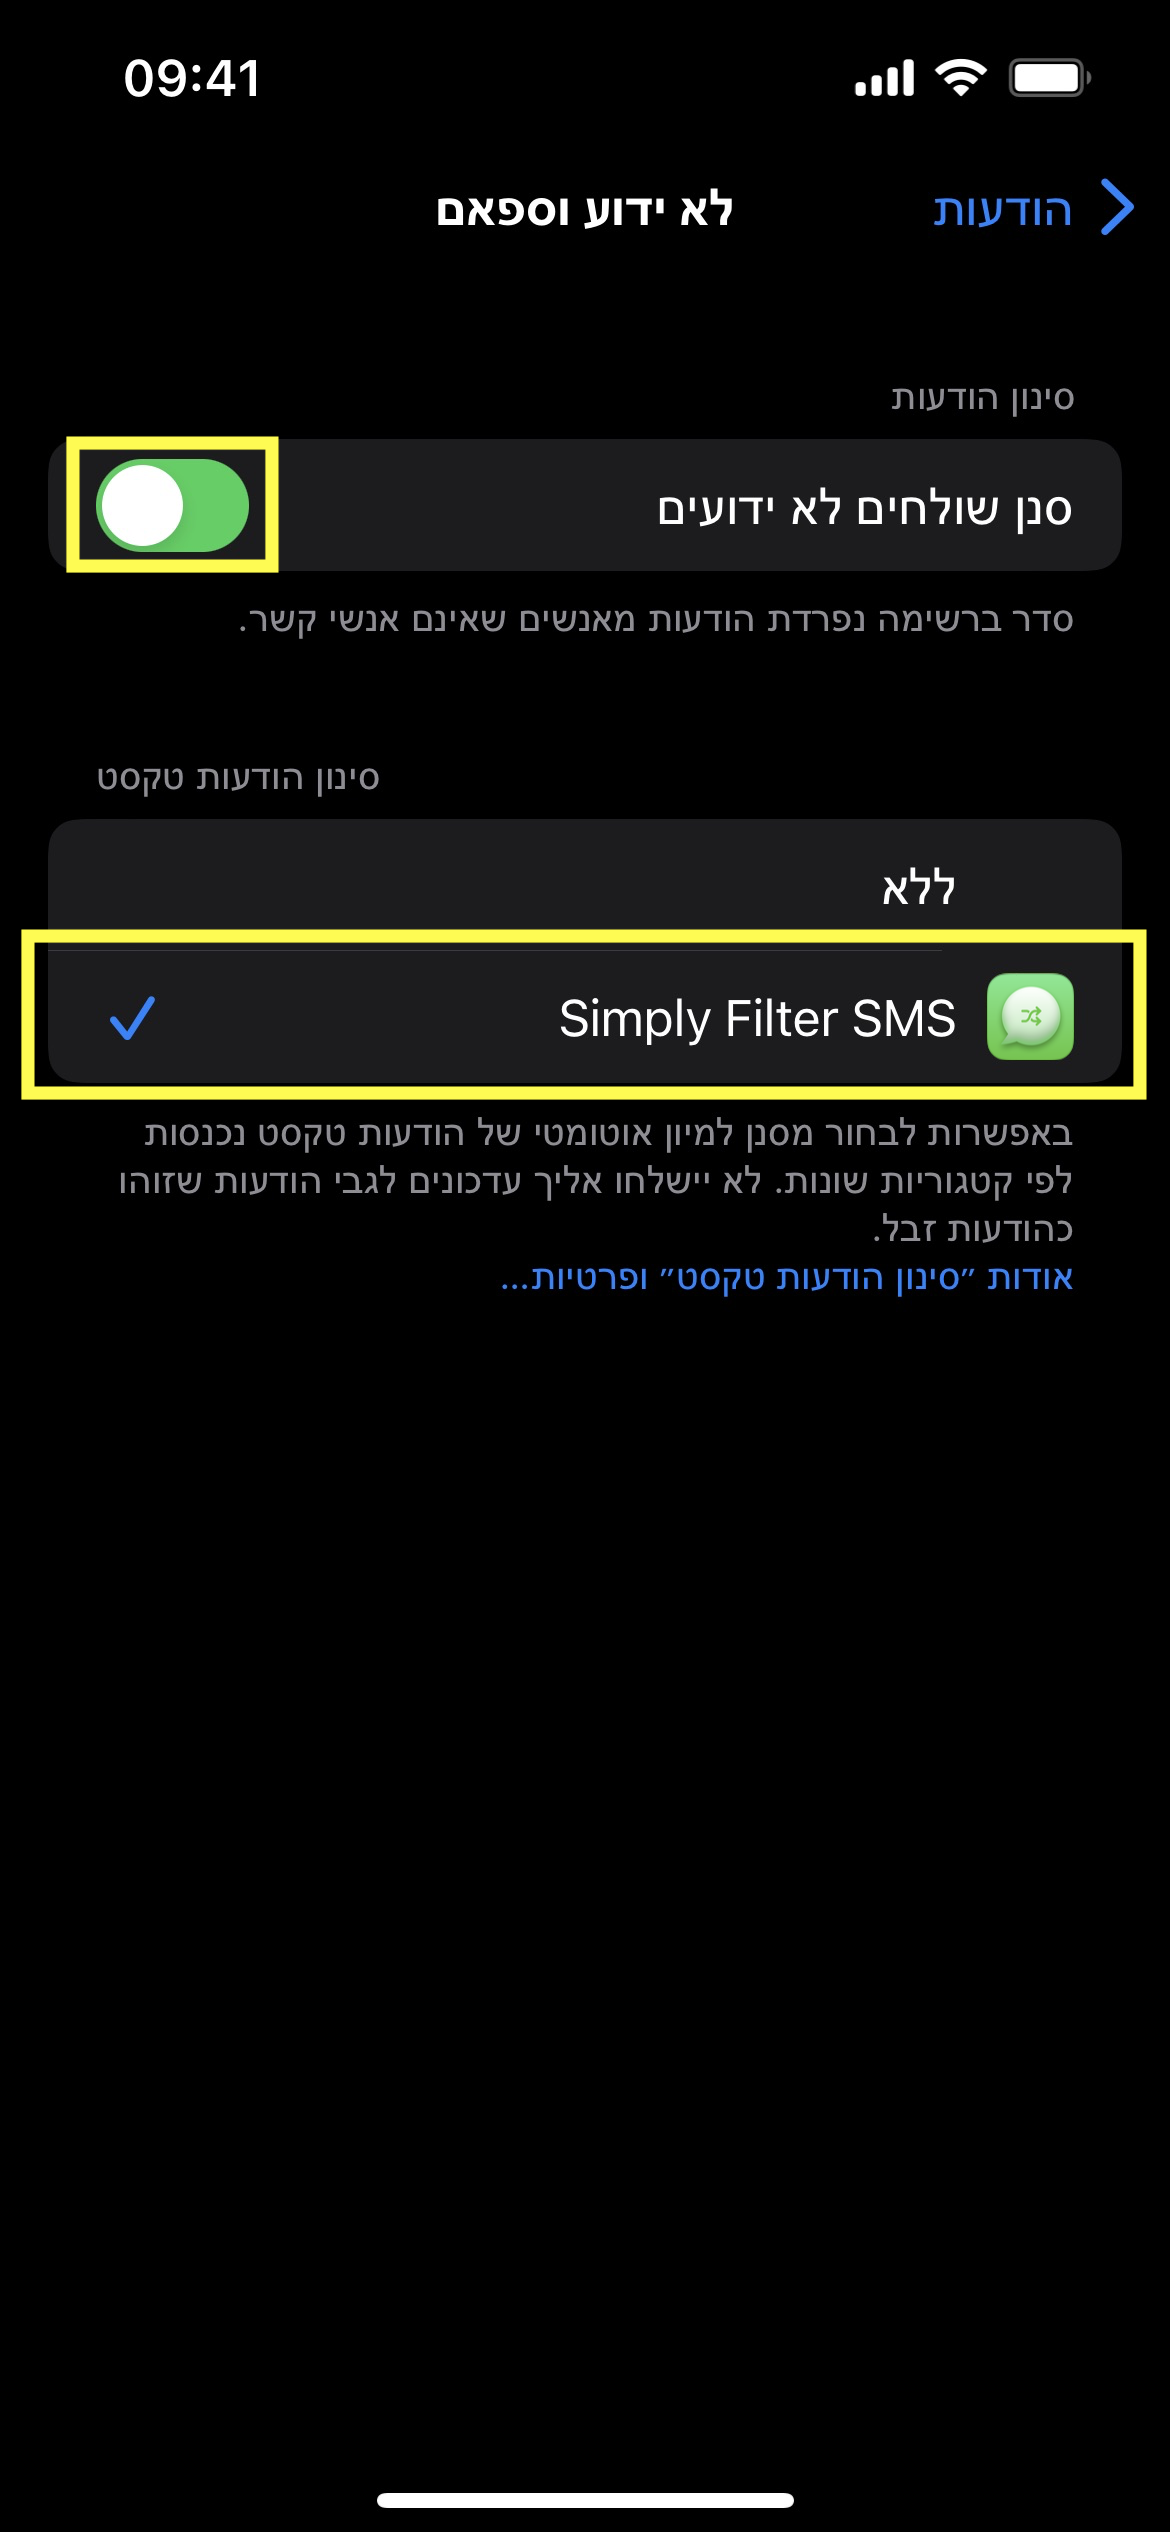 09:41
הודעות
לא ידוע וספאם
סינון הודעות
סנן שולחים לא ידועים
סדר ברשימה נפרדת הודעות מאנשים שאינם אנשי קשר.
סינון הודעות טקסט
ללא
Simply Filter SMS
באפשרות לבחור מסנן למיון אוטומטי של הודעות טקסט נכנסות
לפי קטגוריות שונות. לא יישלחו אליך עדכונים לגבי הודעות שזוהו
כהודעות זבל.
אודות ״סינון הודעות טקסט״ ופרטיות...